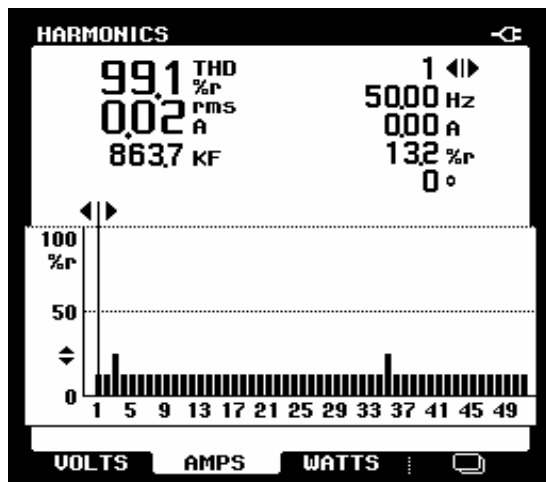 HARMONICS
99.1 THD %r
0.02 rms A
863.7 KF
1
50.00 Hz
0.00 A
13.2 %r
0 °
100
%r
50
0
1 5 9 13 17 21 25 29 33 37 41 45 49
VOLTS AMPS WATTS